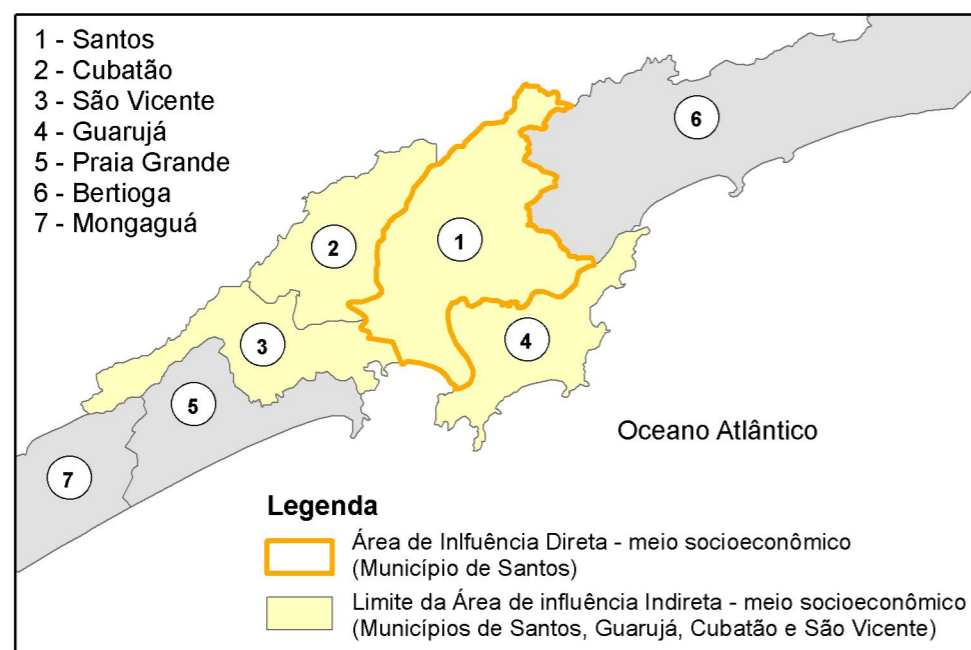 1 - Santos
2 - Cubatão
3 - São Vicente
4 - Guarujá
5 - Praia Grande
6 - Bertioga
7 - Mongaguá
6
1
2
4
3
5
7
Oceano Atlântico
Legenda
Área de Inlfuência Direta - meio socioeconômico
(Município de Santos)
Limite da Área de influência Indireta - meio socioeconômico
(Municípios de Santos, Guarujá, Cubatão e São Vicente)